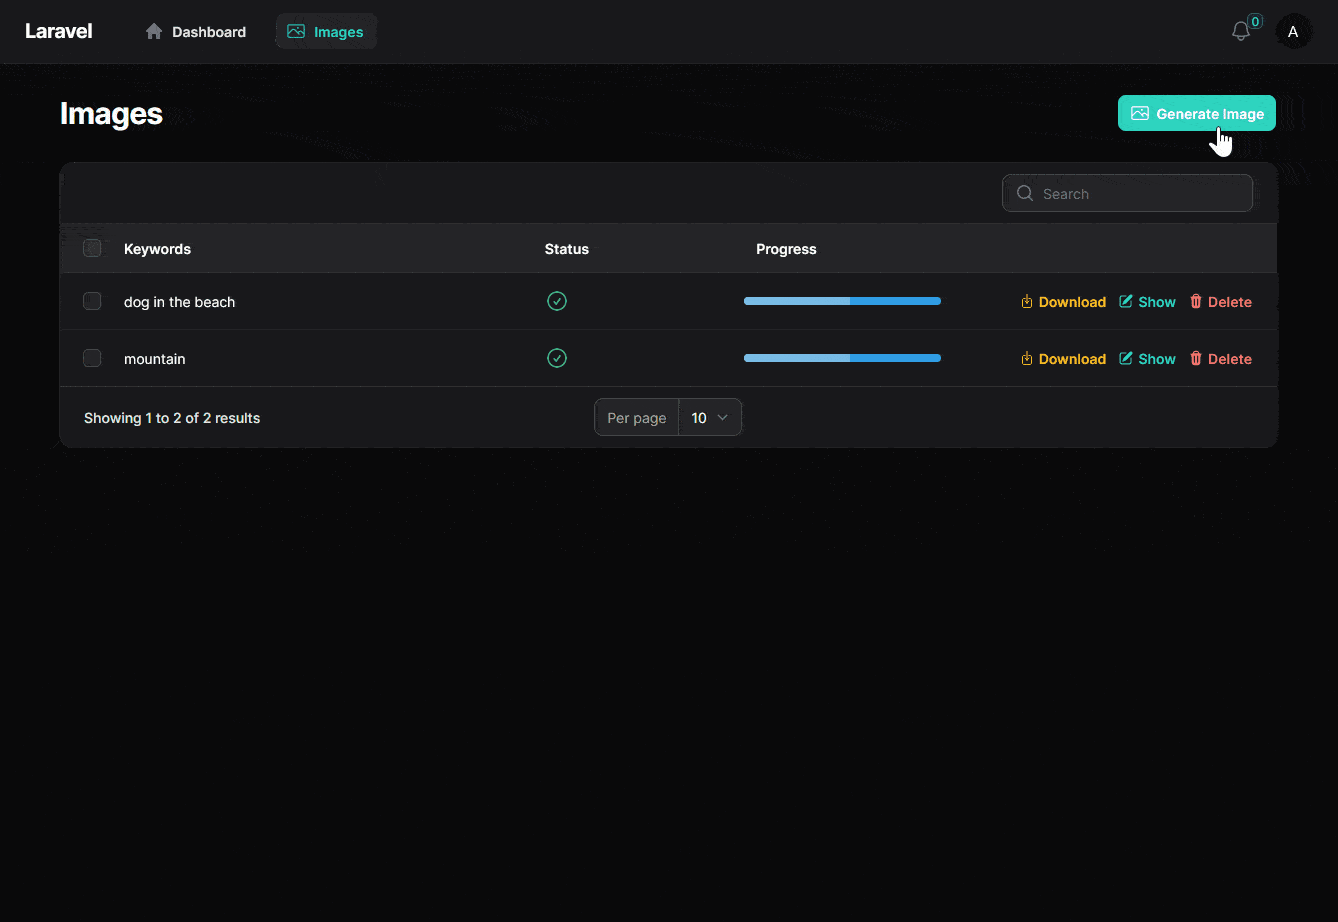 Laravel
Dashboard
Images
0
A
Images
Generate Image
Search
Keywords
Status
Progress
dog in the beach
Download
Show
Delete
mountain
Download
Show
Delete
Showing 1 to 2 of 2 results
Per page
10